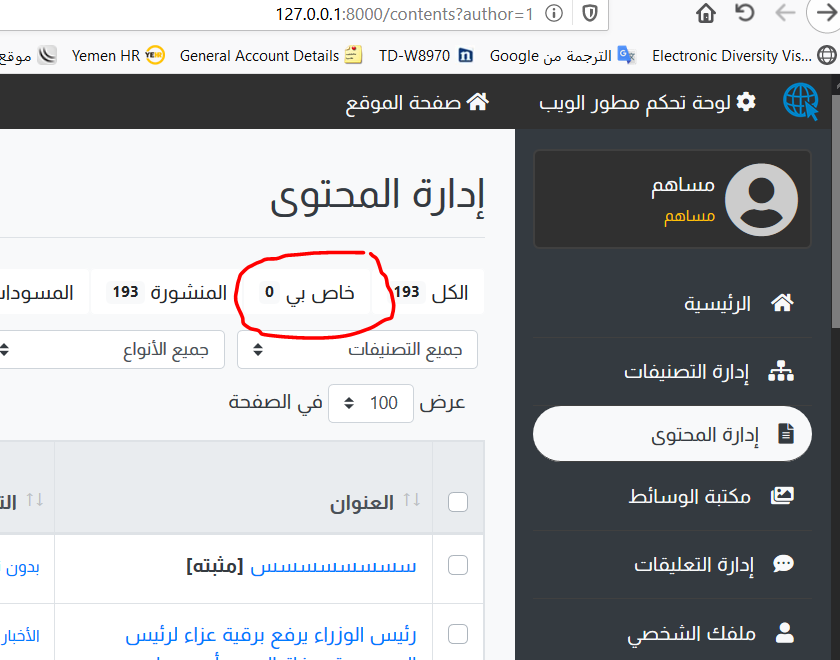 127.0.0.1:8000/contents?author=1
Electronic Diversity Vis...
الترجمة من Google
TD-W8970
General Account Details
Yemen HR
موقع
لوحة تحكم مطور الويب
صفحة الموقع
مساهم
مساهم
الرئيسية
إدارة التصنيفات
إدارة المحتوى
مكتبة الوسائط
إدارة التعليقات
ملفك الشخصي
إدارة المحتوى
الكل 193
خاص بي 0
المنشورة 193
المسودات
جميع التصنيفات
جميع الأنواع
عرض 100 في الصفحة
العنوان
سسسسسسسسس [مثبته]
بدون
رئيس الوزراء يرفع برقية عزاء لرئيس
الأخبار